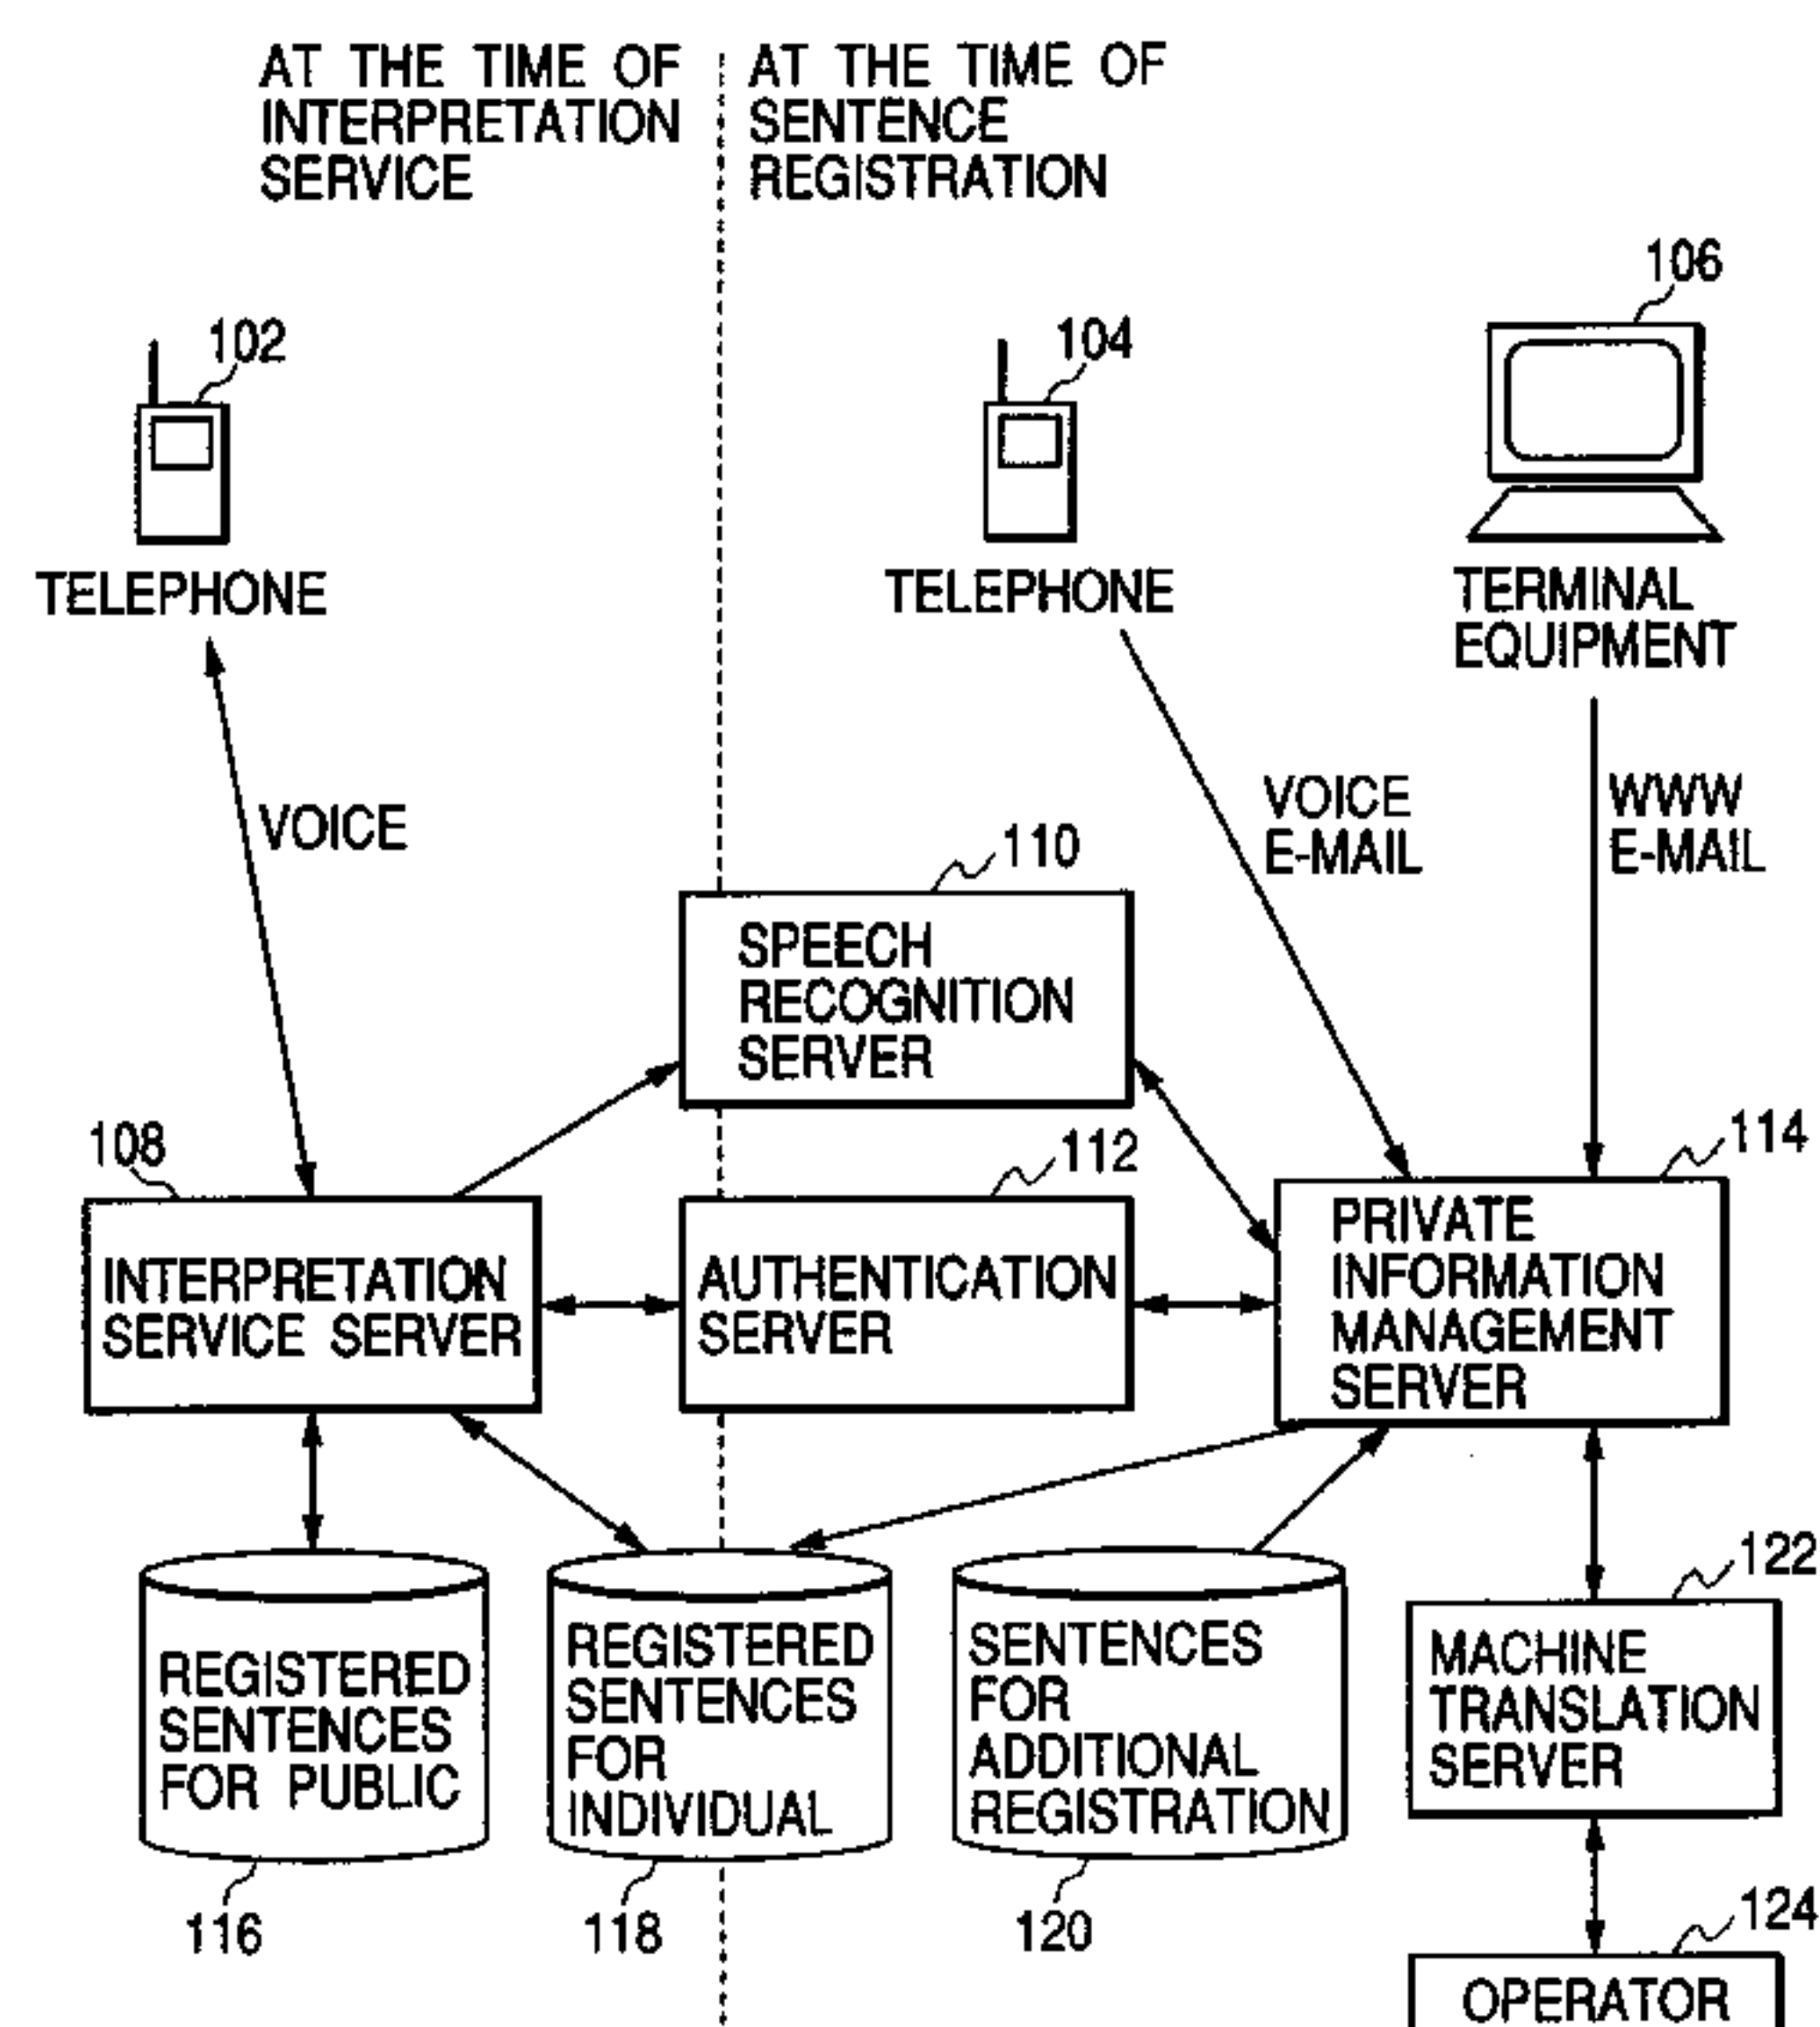 AT THE TIME OF
INTERPRETATION
SERVICE
AT THE TIME OF
SENTENCE
REGISTRATION
106
102
104
TELEPHONE
TELEPHONE
TERMINAL
EQUIPMENT
VOICE
VOICE
E-MAIL
WWW
E-MAIL
110
SPEECH
RECOGNITION
SERVER
108
112
114
INTERPRETATION
SERVICE SERVER
AUTHENTICATION
SERVER
PRIVATE
INFORMATION
MANAGEMENT
SERVER
122
REGISTERED
SENTENCES
FOR PUBLIC
REGISTERED
SENTENCES
FOR
INDIVIDUAL
SENTENCES
FOR
ADDITIONAL
REGISTRATION
MACHINE
TRANSLATION
SERVER
116
118
120
124
OPERATOR